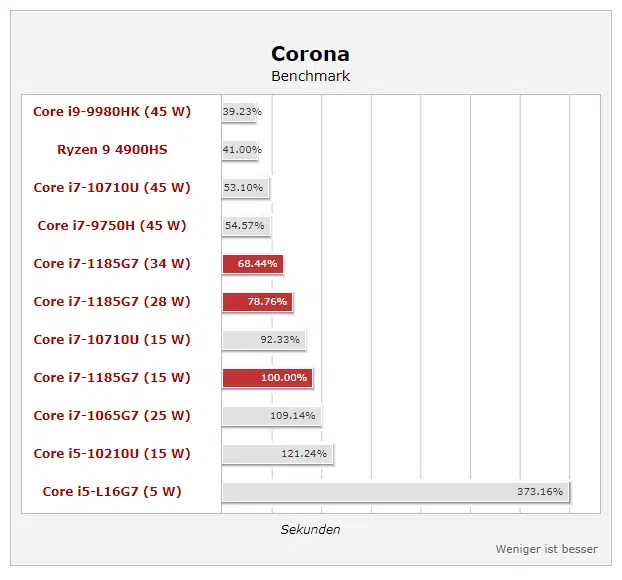 Corona
Benchmark
Core i9-9980HK (45 W) 39.23%
Ryzen 9 4900HS 41.00%
Core i7-10710U (45 W) 53.10%
Core i7-9750H (45 W) 54.57%
Core i7-1185G7 (34 W) 68.44%
Core i7-1185G7 (28 W) 78.76%
Core i7-10710U (15 W) 92.33%
Core i7-1185G7 (15 W) 100.00%
Core i7-1065G7 (25 W) 109.14%
Core i5-10210U (15 W) 121.24%
Core i5-L16G7 (5 W) 373.16%
Sekunden
Weniger ist besser